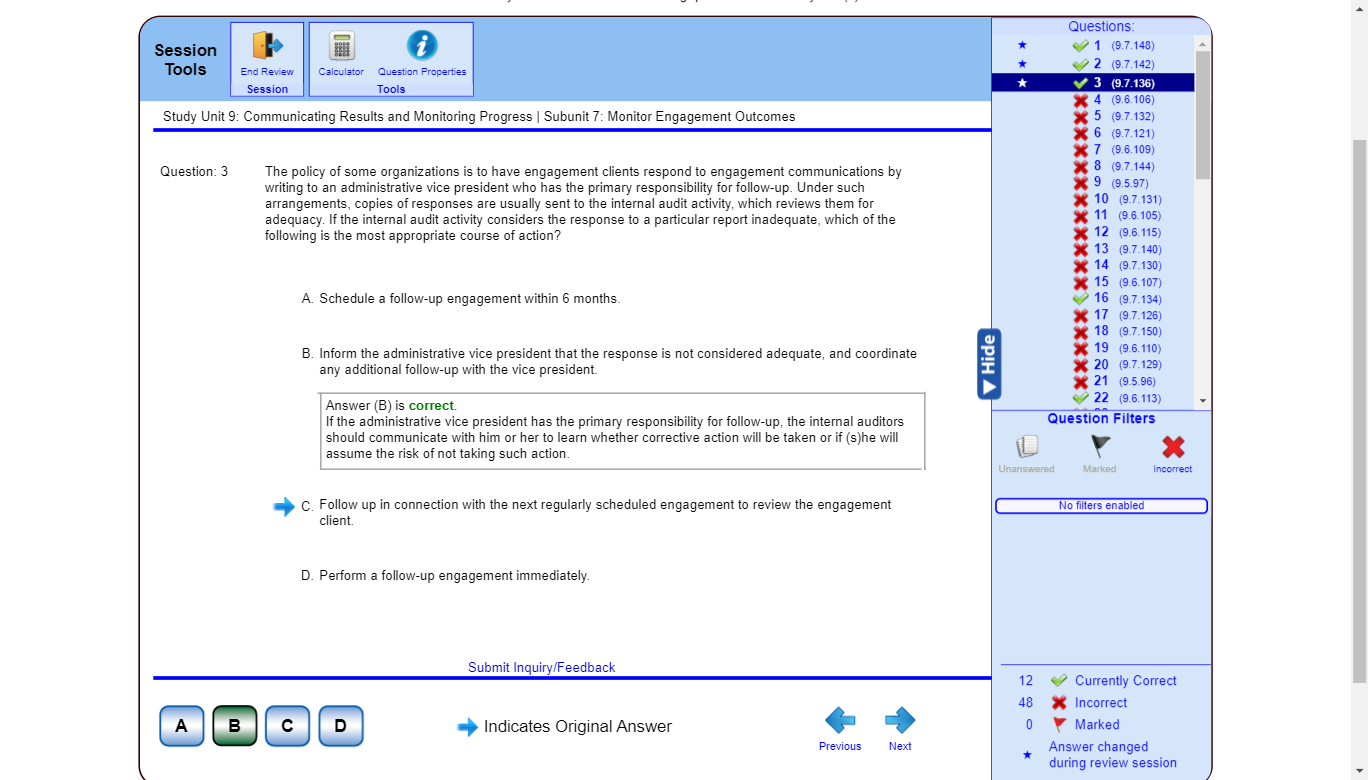 Session
Tools
End Review
Session
Calculator
Question Properties
Tools
Study Unit 9: Communicating Results and Monitoring Progress | Subunit 7: Monitor Engagement Outcomes
Question: 3
The policy of some organizations is to have engagement clients respond to engagement communications by
writing to an administrative vice president who has the primary responsibility for follow-up. Under such
arrangements, copies of responses are usually sent to the internal audit activity, which reviews them for
adequacy. If the internal audit activity considers the response to a particular report inadequate, which of the
following is the most appropriate course of action?
A. Schedule a follow-up engagement within 6 months.
B. Inform the administrative vice president that the response is not considered adequate, and coordinate
any additional follow-up with the vice president.
Answer (B) is correct.
If the administrative vice president has the primary responsibility for follow-up, the internal auditors
should communicate with him or her to learn whether corrective action will be taken or if (s)he will
assume the risk of not taking such action.
C. Follow up in connection with the next regularly scheduled engagement to review the engagement
client.
D. Perform a follow-up engagement immediately.
Submit Inquiry/Feedback
A
B
C
D
Indicates Original Answer
Previous
Next
Questions:
1 (9.7.148)
2 (9.7.142)
3 (9.7.136)
4 (9.6.106)
5 (9.7.132)
6 (9.7.121)
7 (9.6.109)
8 (9.7.144)
9 (9.5.97)
10 (9.7.131)
11 (9.6.105)
12 (9.6.115)
13 (9.7.140)
14 (9.7.130)
15 (9.6.107)
16 (9.7.134)
17 (9.7.126)
18 (9.7.150)
19 (9.6.110)
20 (9.7.129)
21 (9.5.96)
22 (9.6.113)
Hide
Question Filters
Unanswered
Marked
Incorrect
No filters enabled
12 Currently Correct
48 Incorrect
0 Marked
Answer changed
during review session